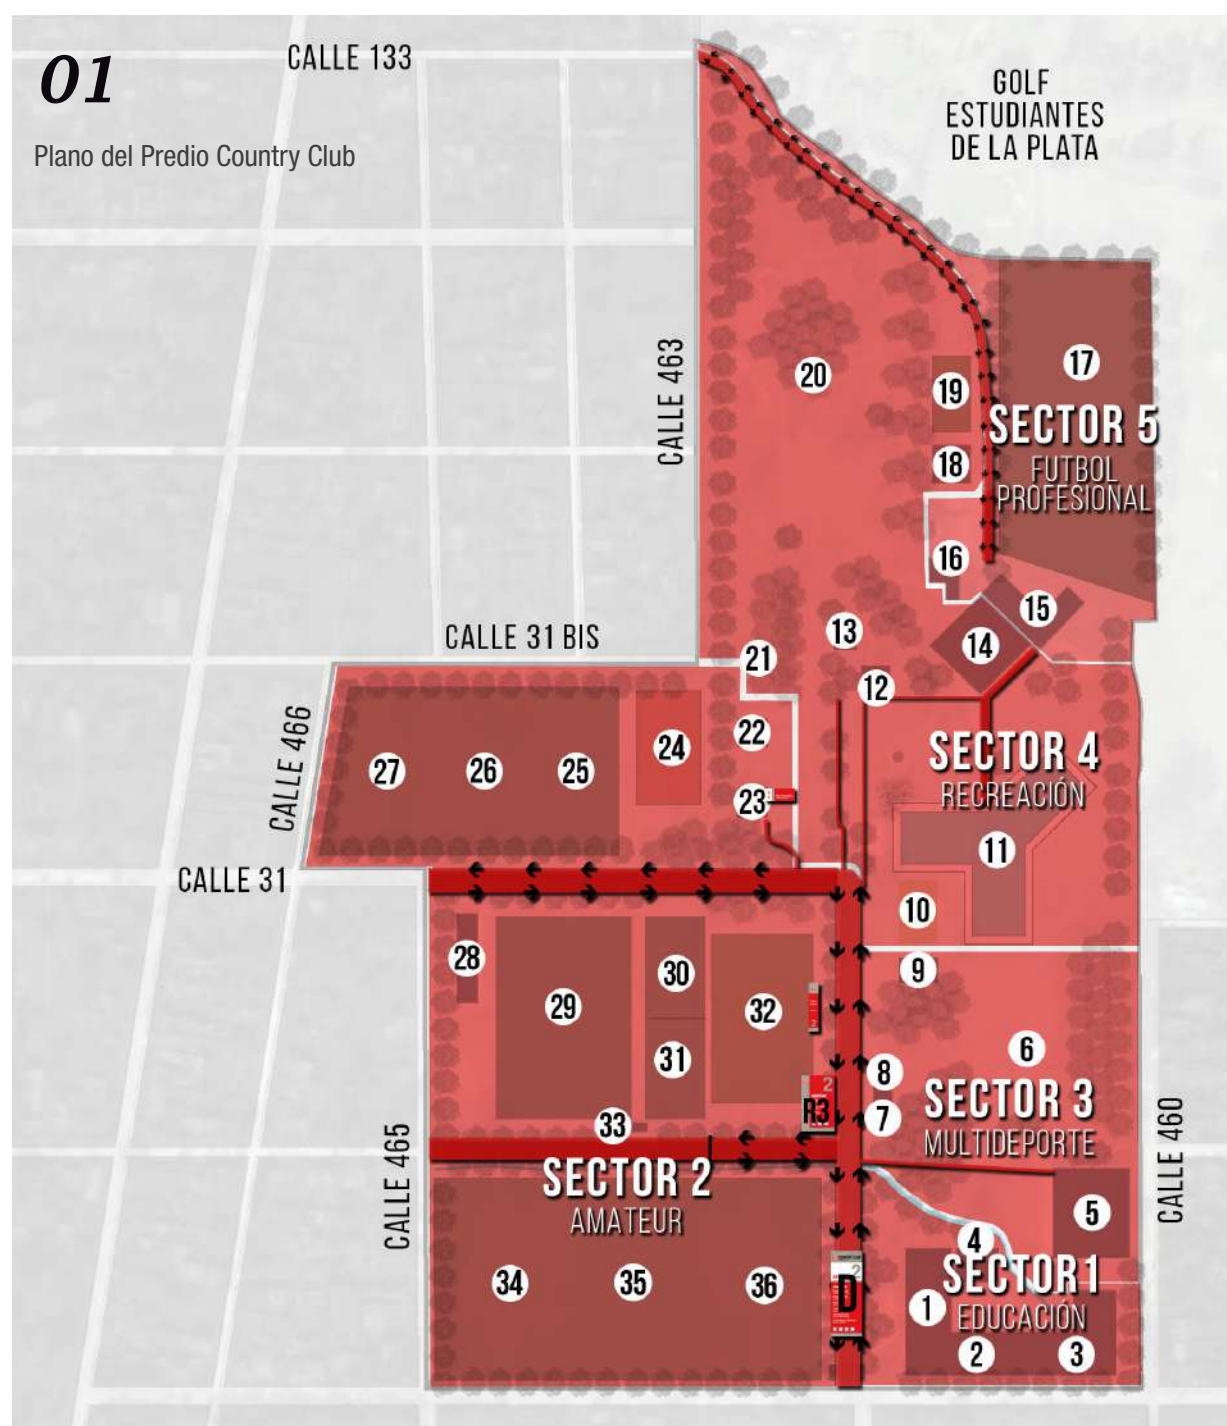 01
Plano del Predio Country Club
CALLE 133
GOLF
ESTUDIANTES
DE LA PLATA
CALLE 463
20
19
17
SECTOR 5
FUTBOL
PROFESIONAL
18
16
15
14
13
12
CALLE 31 BIS
21
22
23
24
25
26
27
CALLE 466
CALLE 31
SECTOR 4
RECREACIÓN
11
10
9
28
29
30
31
32
33
R3
2
8
7
6
SECTOR 3
MULTIDEPORTE
CALLE 465
CALLE 460
SECTOR 2
AMATEUR
34
35
36
D
2
5
4
SECTOR 1
EDUCACIÓN
1
2
3